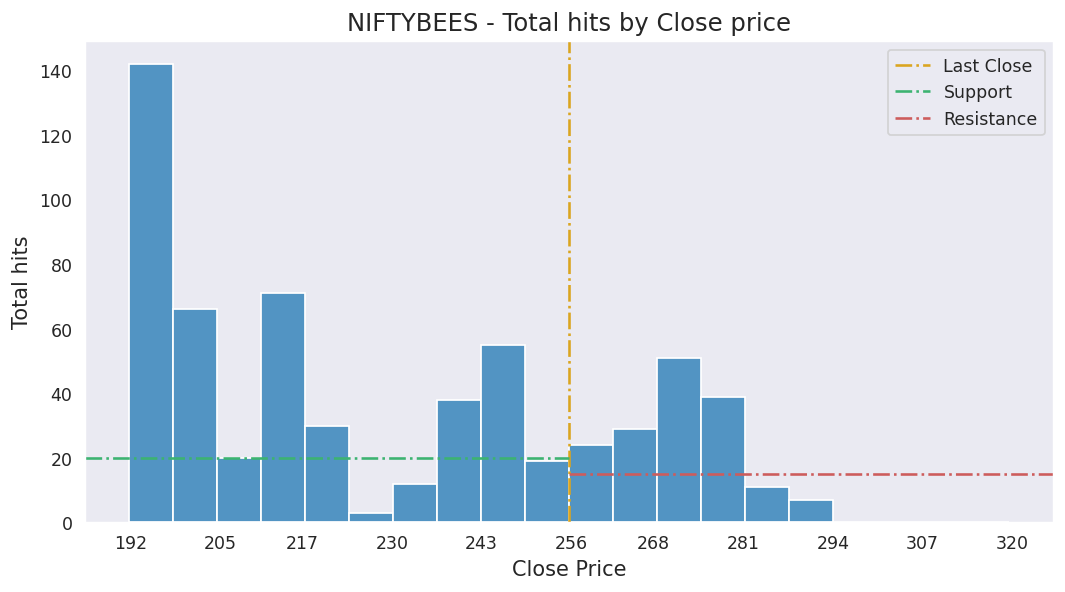 NIFTYBEES - Total hits by Close price
Last Close
Support
Resistance
Total hits
140
120
100
80
60
40
20
0
192 205 217 230 243 256 268 281 294 307 320
Close Price